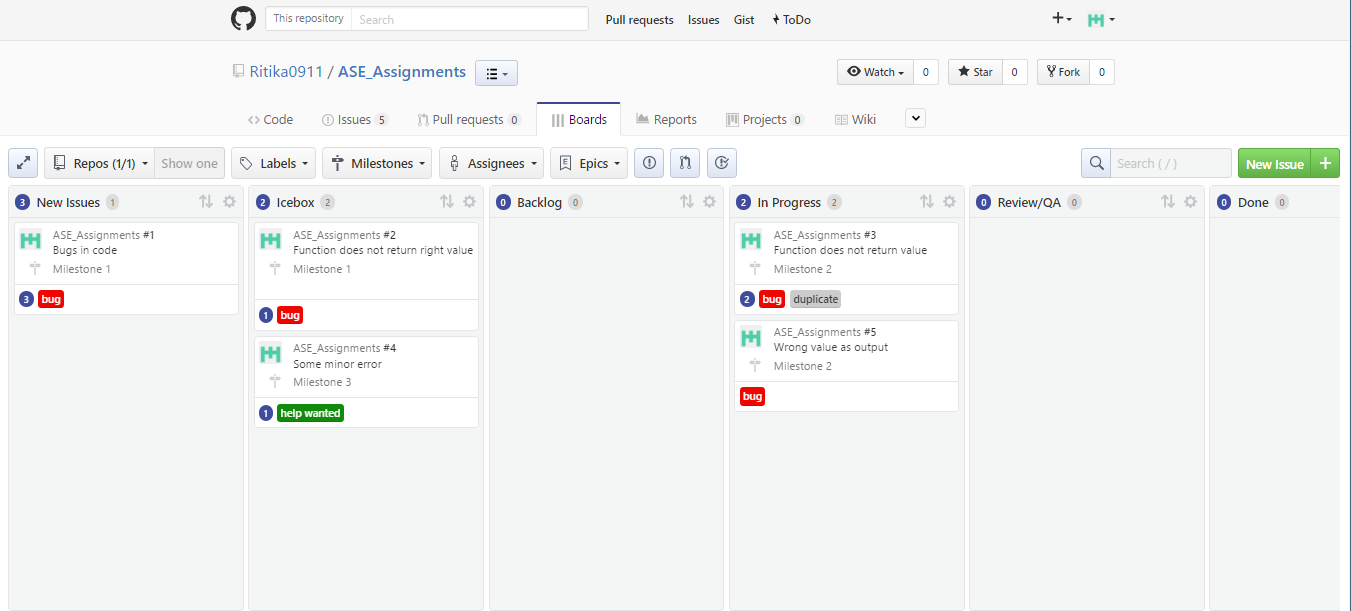 This repository Search Pull requests Issues Gist ToDo
Ritika0911 / ASE_Assignments Watch 0 Star 0 Fork 0
Code Issues 5 Pull requests 0 Boards Reports Projects 0 Wiki
Repos (1/1) Show one Labels Milestones Assignees Epics Search ( / ) New Issue +
3 New Issues 1
ASE_Assignments #1
Bugs in code
Milestone 1
3 bug
2 Icebox 2
ASE_Assignments #2
Function does not return right value
Milestone 1
1 bug
ASE_Assignments #4
Some minor error
Milestone 3
1 help wanted
0 Backlog 0
2 In Progress 2
ASE_Assignments #3
Function does not return value
Milestone 2
2 bug duplicate
ASE_Assignments #5
Wrong value as output
Milestone 2
bug
0 Review/QA 0
0 Done 0